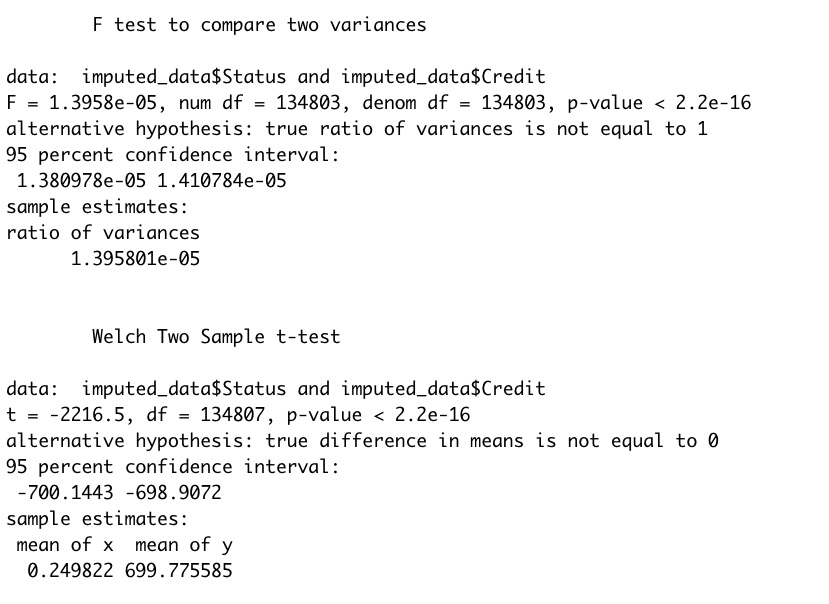 F test to compare two variances
data:  imputed_data$Status and imputed_data$Credit
F = 1.3958e-05, num df = 134803, denom df = 134803, p-value < 2.2e-16
alternative hypothesis: true ratio of variances is not equal to 1
95 percent confidence interval:
1.380978e-05 1.410784e-05
sample estimates:
ratio of variances
1.395801e-05
Welch Two Sample t-test
data:  imputed_data$Status and imputed_data$Credit
t = -2216.5, df = 134807, p-value < 2.2e-16
alternative hypothesis: true difference in means is not equal to 0
95 percent confidence interval:
-700.1443 -698.9072
sample estimates:
mean of x  mean of y
0.249822 699.775585